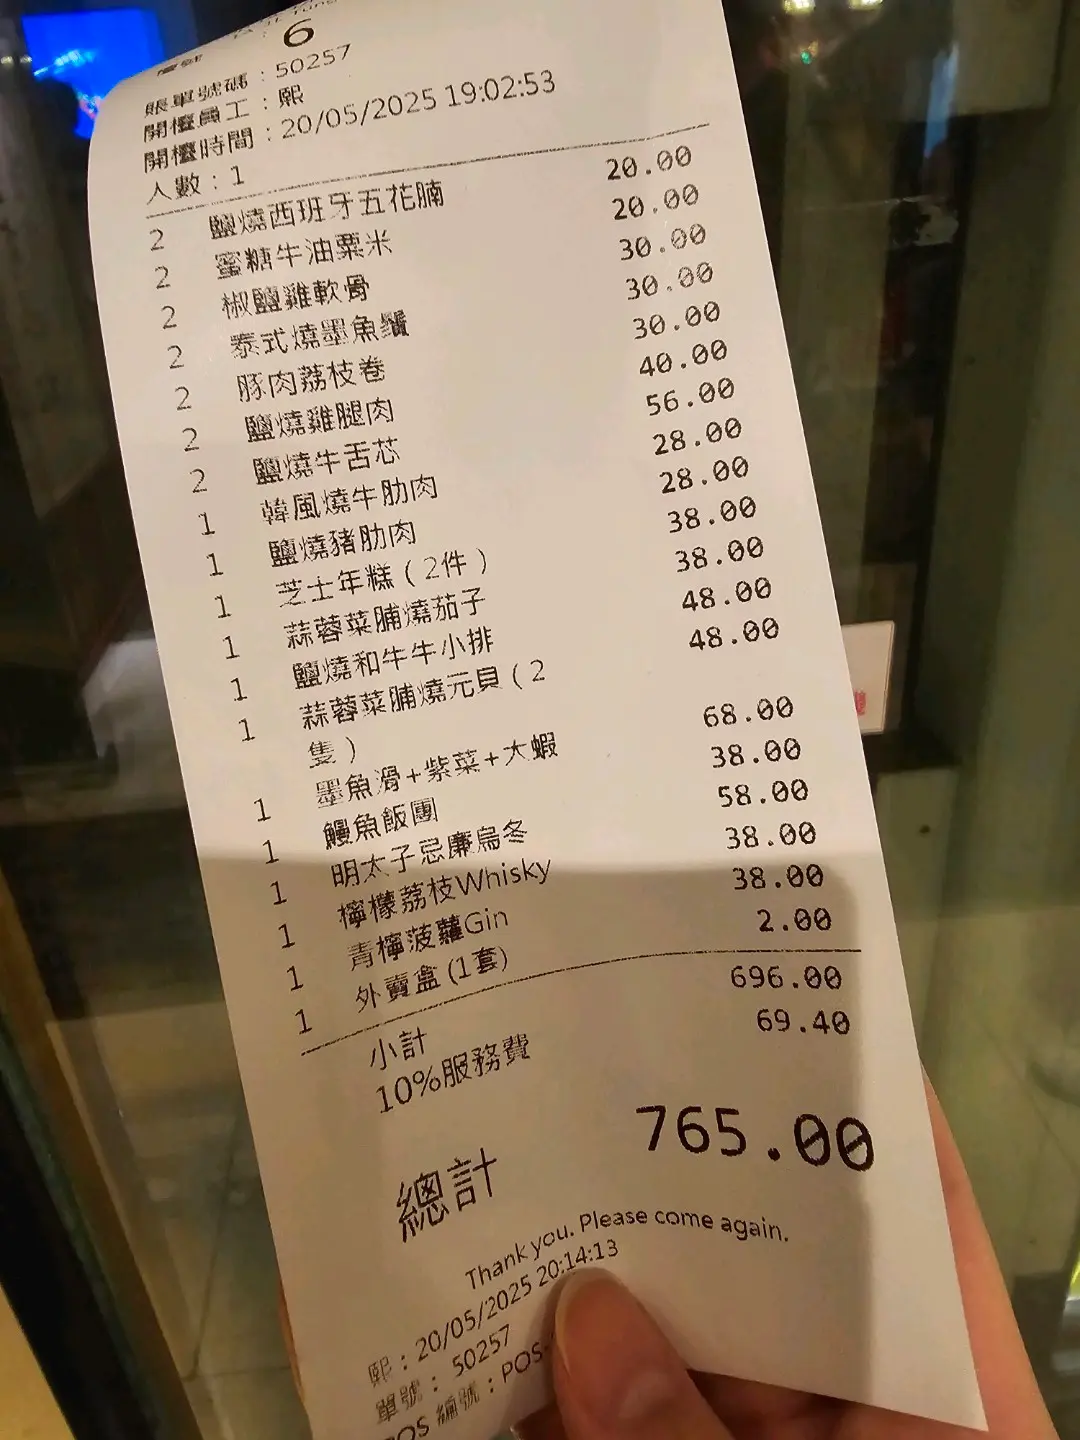 6
賬單號碼：50257
開檯員工：熙
開檯時間：20/05/2025 19:02:53
人數：1
2 鹽燒西班牙五花腩 20.00
2 蜜糖牛油粟米 20.00
2 椒鹽雞軟骨 30.00
2 泰式燒墨魚鬚 30.00
2 豚肉荔枝卷 30.00
2 鹽燒雞腿肉 40.00
2 鹽燒牛舌芯 56.00
1 韓風燒牛肋肉 28.00
1 鹽燒豬肋肉 28.00
1 芝士年糕（2件） 38.00
1 蒜蓉菜脯燒茄子 38.00
1 鹽燒和牛牛小排 48.00
1 蒜蓉菜脯燒元貝（2 48.00
隻）
1 墨魚滑+紫菜+大蝦 68.00
1 鰻魚飯團 38.00
1 明太子忌廉烏冬 58.00
1 檸檬荔枝Whisky 38.00
1 青檸菠蘿Gin 38.00
1 外賣盒(1套) 2.00
小計 696.00
10%服務費 69.40
總計 765.00
Thank you. Please come again.
熙：20/05/2025 20:14:13
單號：50257
POS 編號：POS-